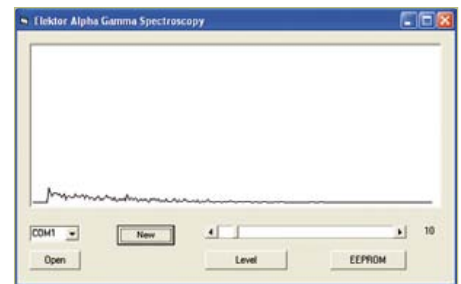 Elektor Alpha Gamma Spectroscopy
COM1 New 10
Open Level EEPROM